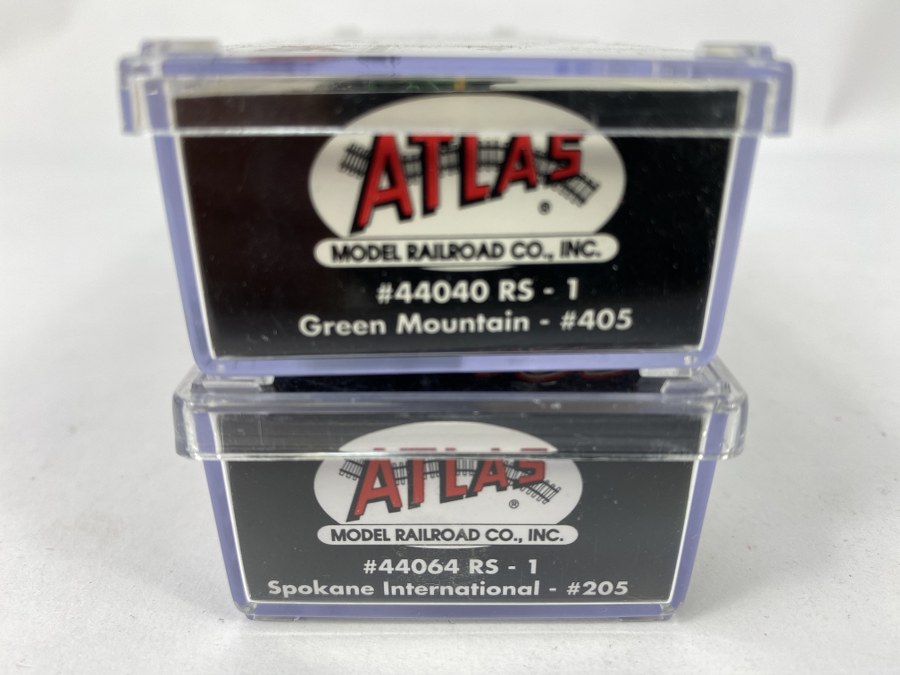 ATLAS
®
MODEL RAILROAD CO., INC.
#44040 RS - 1
Green Mountain - #405
ATLAS
®
MODEL RAILROAD CO., INC.
#44064 RS - 1
Spokane International - #205